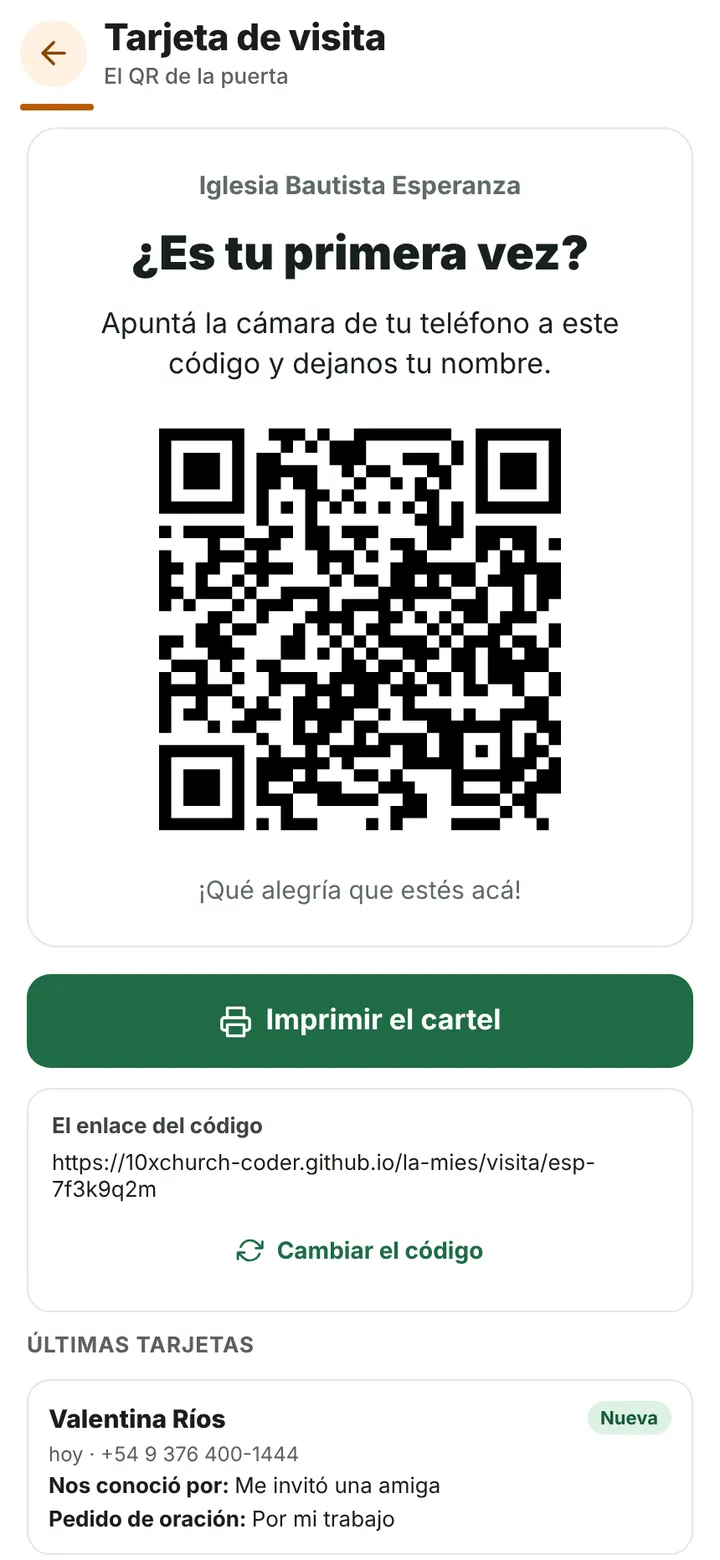 Tarjeta de visita
El QR de la puerta
Iglesia Bautista Esperanza
¿Es tu primera vez?
Apuntá la cámara de tu teléfono a este
código y dejanos tu nombre.
¡Qué alegría que estés acá!
Imprimir el cartel
El enlace del código
https://10xchurch-coder.github.io/la-mies/visita/esp-
7f3k9q2m
Cambiar el código
ÚLTIMAS TARJETAS
Valentina Ríos
Nueva
hoy · +54 9 376 400-1444
Nos conoció por: Me invitó una amiga
Pedido de oración: Por mi trabajo